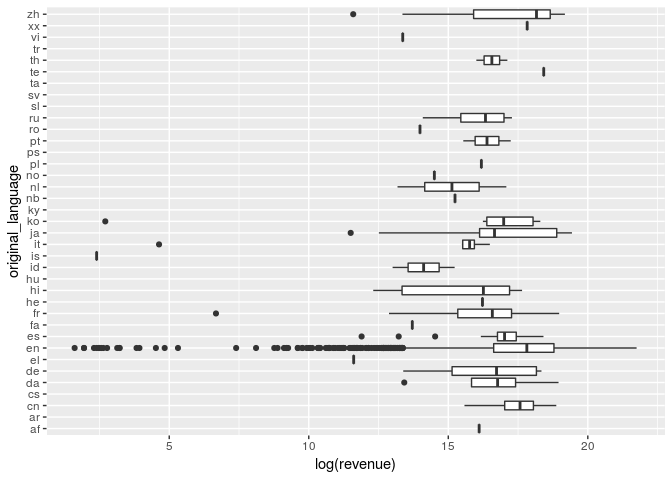 zh
xx
vi
tr
th
te
ta
sv
sl
ru
ro
pt
ps
pl
no
nl
nb
ky
ko
ja
it
is
id
hu
hi
he
fr
fa
es
en
el
de
da
cs
cn
ar
af
original_language
5 10 15 20
log(revenue)